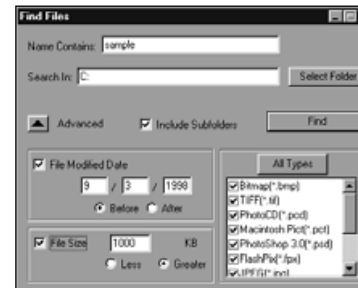 Find Files
Name Contains: sample
Search In: C:
Select Folder
Advanced
Include Subfolders
Find
File Modified Date
9 / 3 / 1998
Before After
File Size 1000 KB
Less Greater
All Types
Bitmap(*.bmp)
TIFF(*.tif)
PhotoCD(*.pcd)
Macintosh Pict(*.pct)
PhotoShop 3.0(*.psd)
FlashPix(*.fpx)
JPEG(*.jpg)